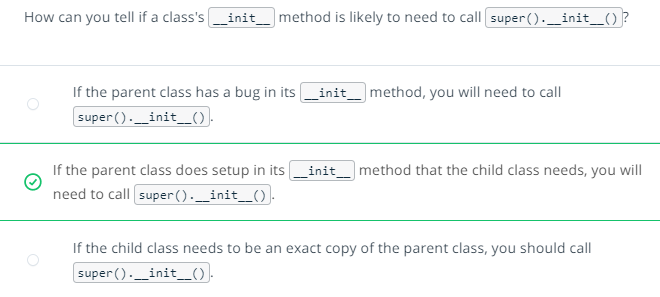 How can you tell if a class's __init__ method is likely to need to call super().__init__()?
If the parent class has a bug in its __init__ method, you will need to call
super().__init__().
If the parent class does setup in its __init__ method that the child class needs, you will
need to call super().__init__().
If the child class needs to be an exact copy of the parent class, you should call
super().__init__().